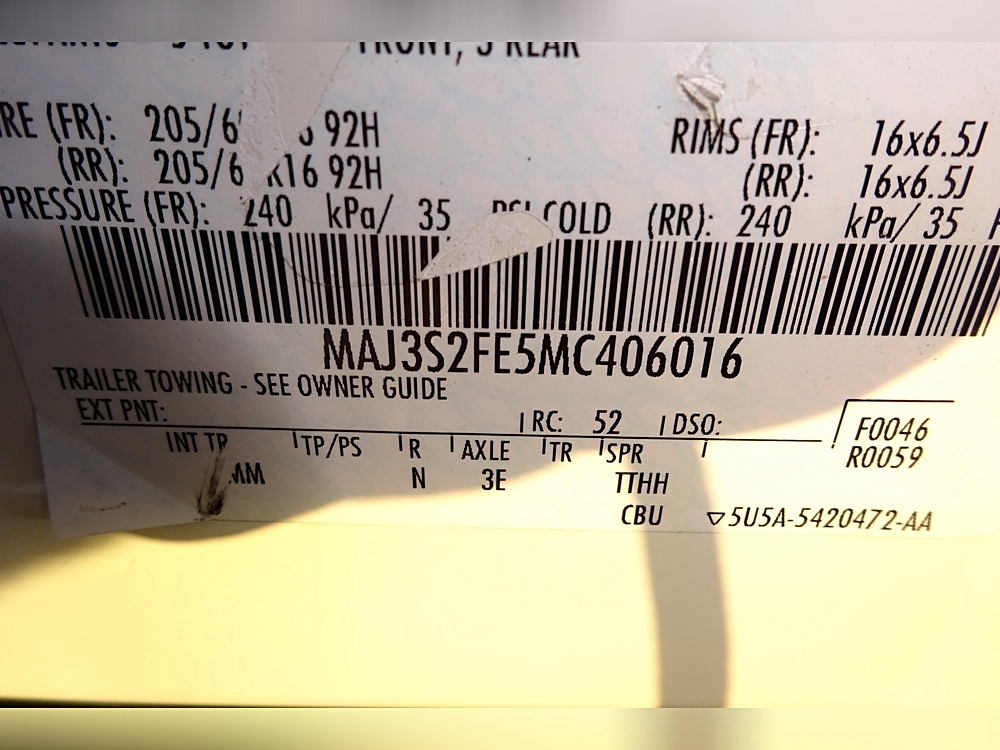 FRONT, 3 REAR
RE (FR): 205/6 92H RIMS (FR): 16x6.5J
(RR): 205/6 R16 92H (RR): 16x6.5J
PRESSURE (FR): 240 kPa/ 35 PSI COLD (RR): 240 kPa/ 35
MAJ3S2FE5MC406016
TRAILER TOWING - SEE OWNER GUIDE
EXT PNT: RC: 52 DSO: F0046
R0059
INT TR TP/PS R AXLE TR SPR
MM N 3E TTHH
CBU ▽5U5A-5420472-AA